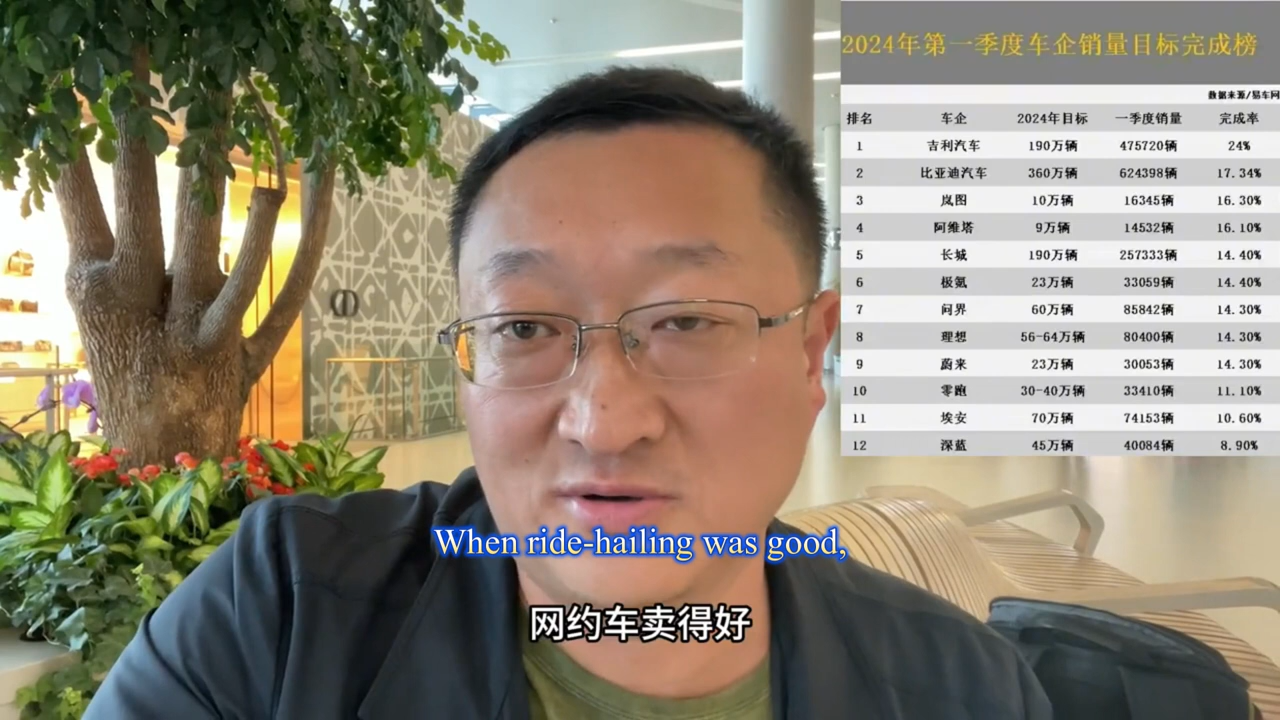 2024年第一季度车企销量目标完成榜
数据来源/易车网
排名 车企 2024年目标 一季度销量 完成率
1 吉利汽车 190万辆 475720辆 24%
2 比亚迪汽车 360万辆 624398辆 17.34%
3 岚图 10万辆 16345辆 16.30%
4 阿维塔 9万辆 14532辆 16.10%
5 长城 190万辆 257333辆 14.40%
6 极氪 23万辆 33059辆 14.40%
7 问界 60万辆 85842辆 14.30%
8 理想 56-64万辆 80400辆 14.30%
9 蔚来 23万辆 30053辆 14.30%
10 零跑 30-40万辆 33410辆 11.10%
11 埃安 70万辆 74153辆 10.60%
12 深蓝 45万辆 40084辆 8.90%
When ride-hailing was good,
网约车卖得好